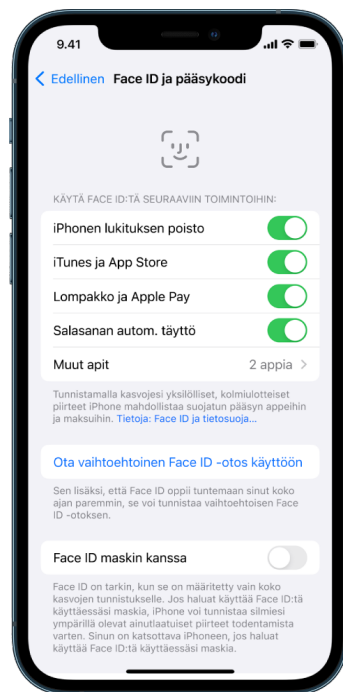 9.41
Edellinen Face ID ja pääsykoodi
KÄYTÄ FACE ID:TÄ SEURAAVIIN TOIMINTOIHIN:
iPhonen lukituksen poisto
iTunes ja App Store
Lompakko ja Apple Pay
Salasanan autom. täyttö
Muut apit 2 appia
Tunnistamalla kasvojesi yksilölliset, kolmiulotteiset
piirteet iPhone mahdollistaa suojatun pääsyn appeihin
ja maksuihin. Tietoja: Face ID ja tietosuoja...
Ota vaihtoehtoinen Face ID -otos käyttöön
Sen lisäksi, että Face ID oppii tuntemaan sinut koko
ajan paremmin, se voi tunnistaa vaihtoehtoisen Face
ID -otoksen.
Face ID maskin kanssa
Face ID on tarkin, kun se on määritetty vain koko
kasvojen tunnistukselle. Jos haluat käyttää Face ID:tä
käyttäessäsi maskia, iPhone voi tunnistaa silmiesi
ympärillä olevat ainutlaatuiset piirteet todentamista
varten. Sinun on katsottava iPhoneen, jos haluat
käyttää Face ID:tä käyttäessäsi maskia.